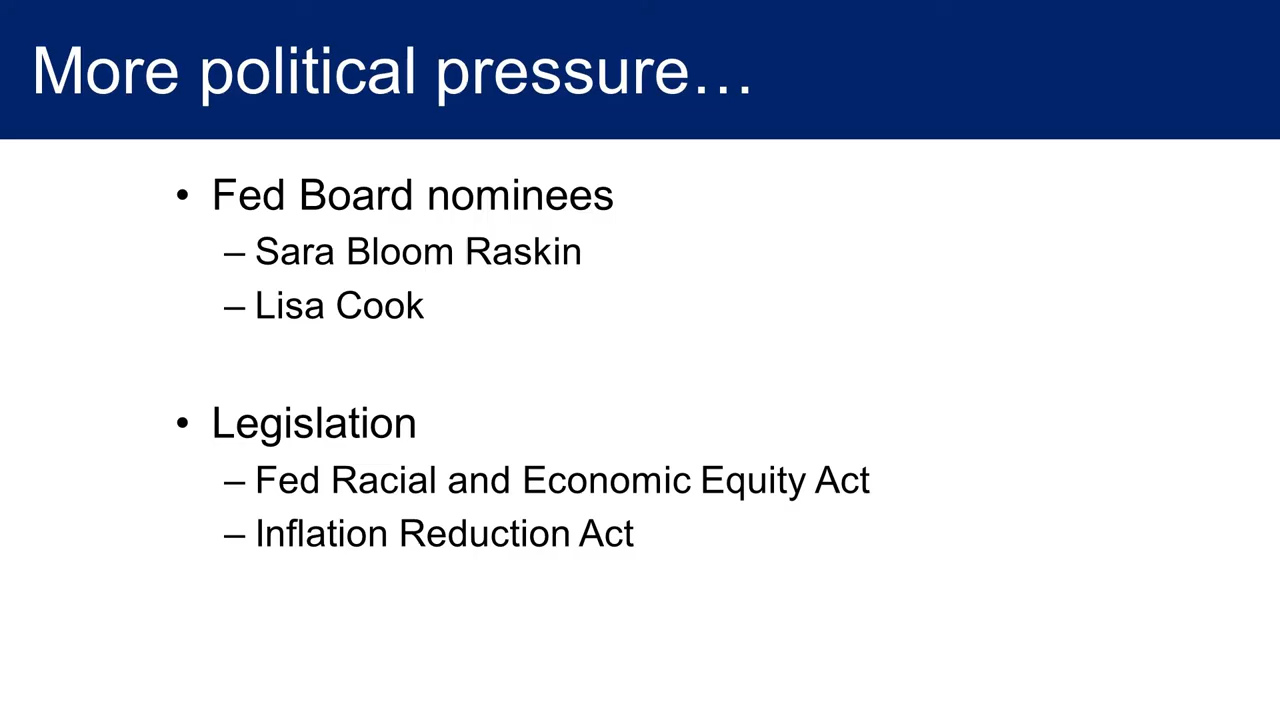 More political pressure…
• Fed Board nominees
– Sara Bloom Raskin
– Lisa Cook
• Legislation
– Fed Racial and Economic Equity Act
– Inflation Reduction Act